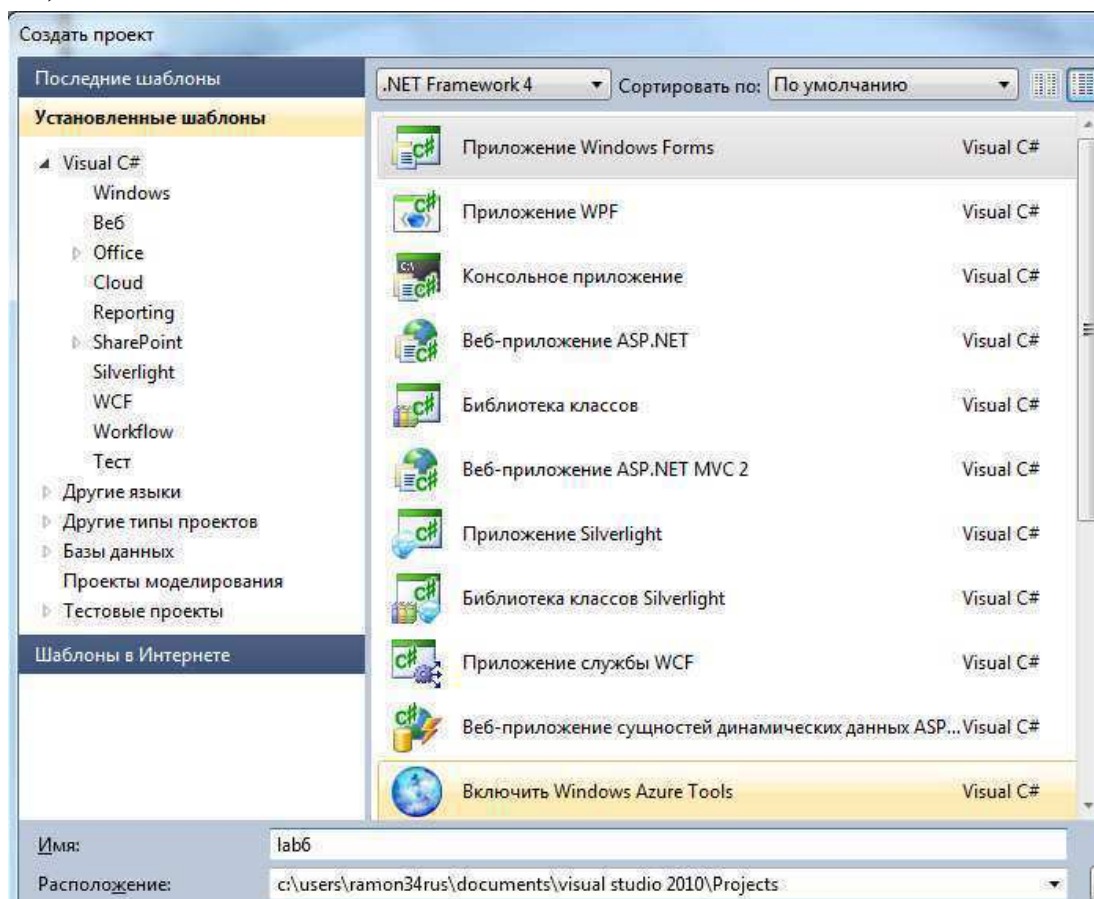 Создать проект
Последние шаблоны
Установленные шаблоны
Visual C#
Windows
Веб
Office
Cloud
Reporting
SharePoint
Silverlight
WCF
Workflow
Тест
Другие языки
Другие типы проектов
Базы данных
Проекты моделирования
Тестовые проекты
Шаблоны в Интернете
.NET Framework 4 Сортировать по: По умолчанию
Приложение Windows Forms Visual C#
Приложение WPF Visual C#
Консольное приложение Visual C#
Веб-приложение ASP.NET Visual C#
Библиотека классов Visual C#
Веб-приложение ASP.NET MVC 2 Visual C#
Приложение Silverlight Visual C#
Библиотека классов Silverlight Visual C#
Приложение службы WCF Visual C#
Веб-приложение сущностей динамических данных ASP... Visual C#
Включить Windows Azure Tools Visual C#
Имя: lab6
Расположение: c:\users\ramon34rus\documents\visual studio 2010\Projects